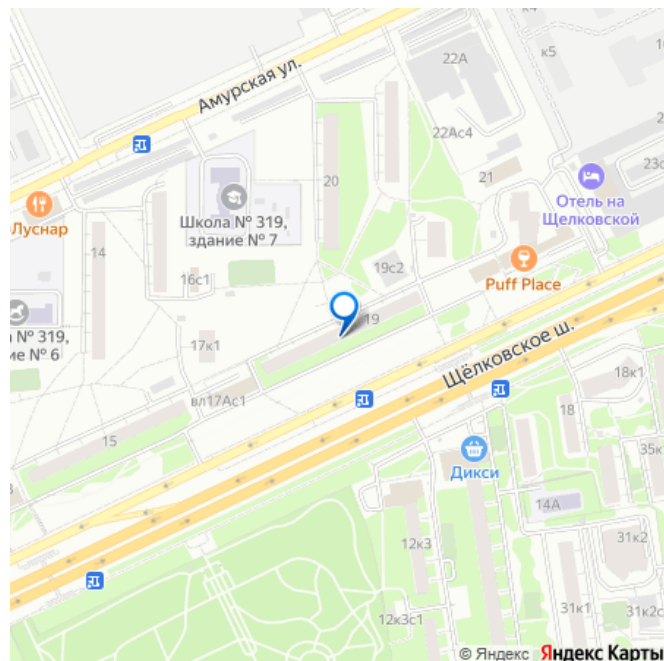 22А
к5
Амурская ул.
22Ас4
23с
20
21
Отель на
Щелковской
Луснар
Школа № 319,
здание № 7
14
16с1
19с2
Puff Place
№ 319,
ие № 6
19
17к1
Щёлковское ш.
18к1
вл17Ас1
18
15
Дикси
35к
14А
12к3
31к2
12к3с1
31к1
31к2с
© Яндекс Яндекс Карты